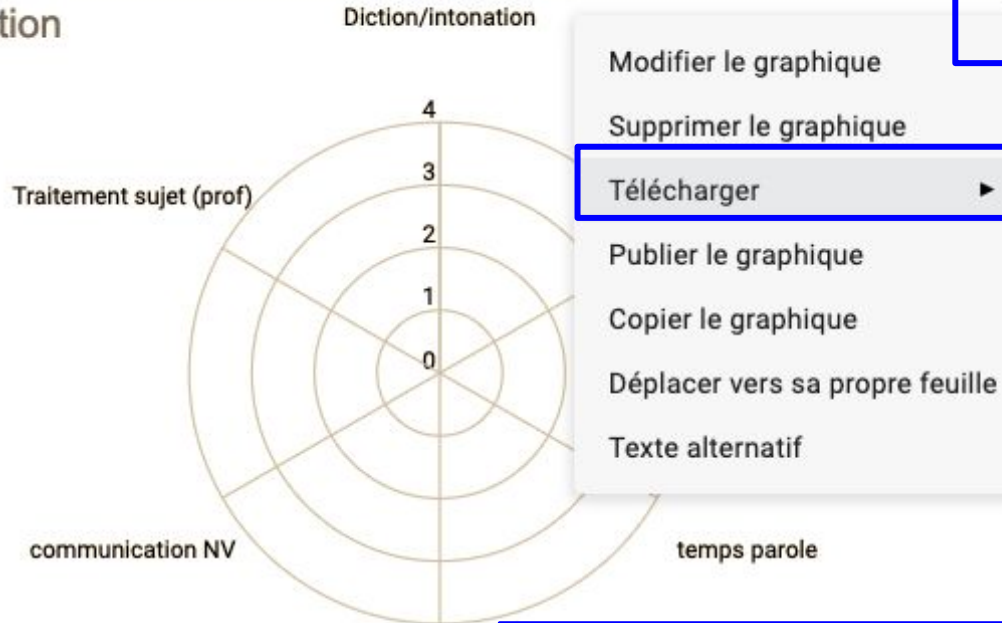 tion
Diction/intonation
Modifier le graphique
4
Supprimer le graphique
3
Télécharger
Traitement sujet (prof)
2
Publier le graphique
1
Copier le graphique
0
Déplacer vers sa propre feuille
Texte alternatif
communication NV
temps parole